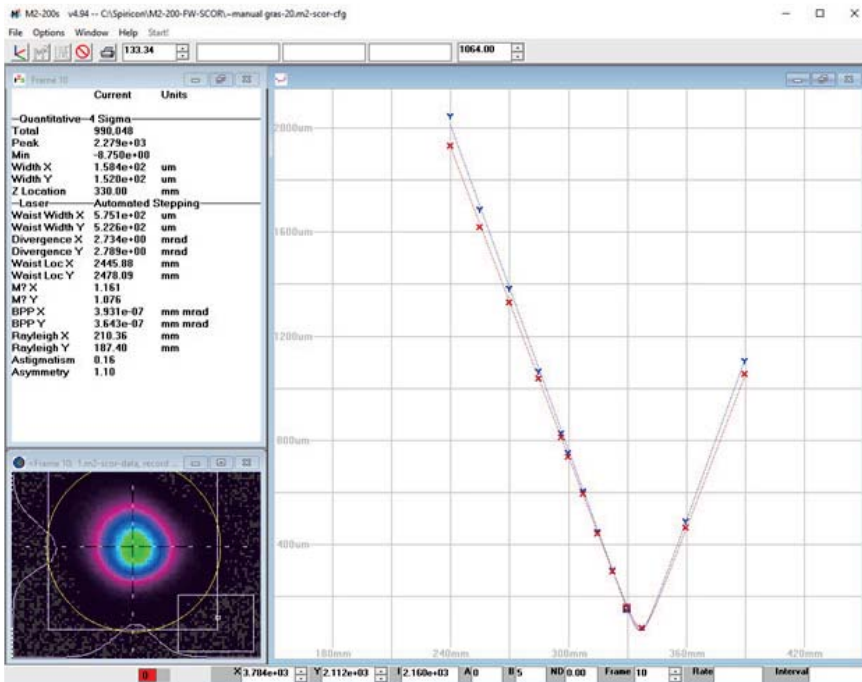 M2-200s v4.94 -- C:\Spiricon\M2-200-FW-SCOR\~manual gras-20.m2-scor-cfg
File Options Window Help Start!
133.34 1064.00
Frame 10
Current Units
Quantitative 4 Sigma
Total 990,048
Peak 2.279e+03
Min -8.750e+00
Width X 1.584e+02 um
Width Y 1.520e+02 um
Z Location 330.00 mm
Laser Automated Stepping
Waist Width X 5.751e+02 um
Waist Width Y 5.226e+02 um
Divergence X 2.734e+00 mrad
Divergence Y 2.789e+00 mrad
Waist Loc X 2445.88 mm
Waist Loc Y 2478.09 mm
M? X 1.161
M? Y 1.076
BPP X 3.931e-07 mm mrad
BPP Y 3.643e-07 mm mrad
Rayleigh X 210.36 mm
Rayleigh Y 187.40 mm
Astigmatism 0.16
Asymmetry 1.10
2000um
1600um
1200um
800um
400um
180mm 240mm 300mm 360mm 420mm
<Frame 10, 1.m2-scor-data, record ...
0 X 3.784e+03 Y 2.112e+03 I 2.160e+03 A 0 B 5 ND 0.00 Frame 10 Rate Interval